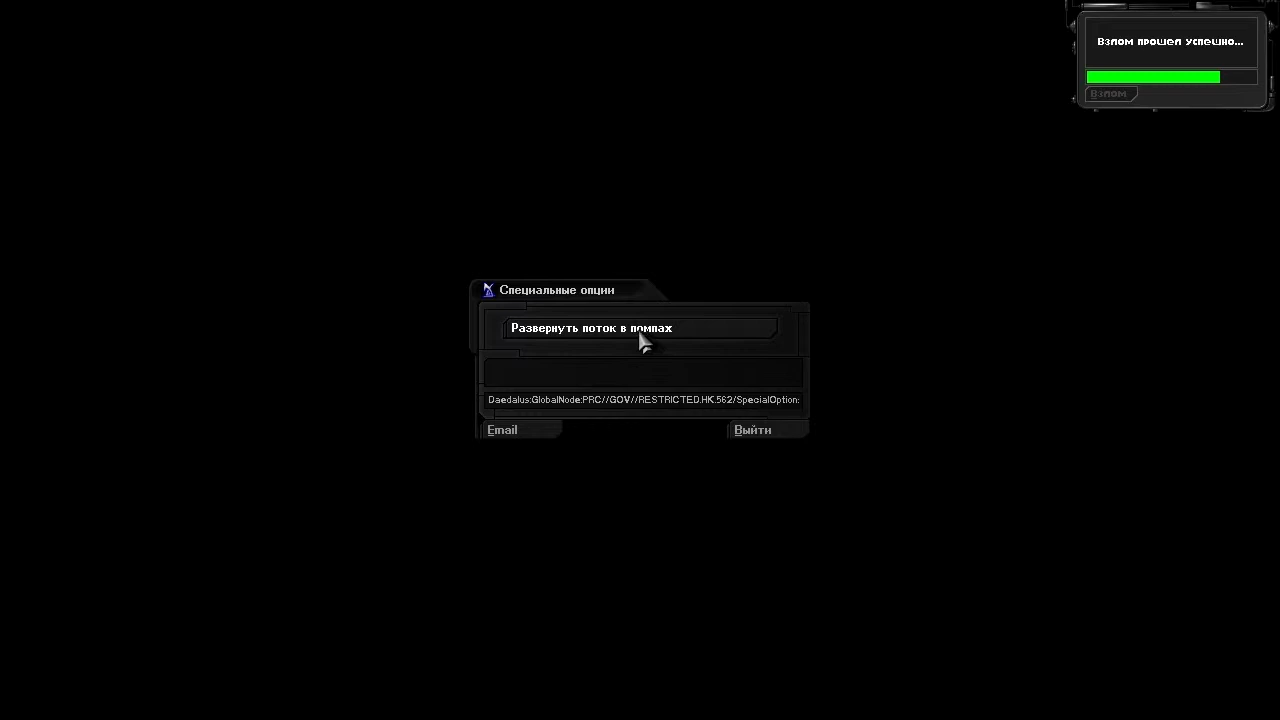 Взлом прошел успешно...
Взлом
Специальные опции
Развернуть поток в помпах
Daedalus:GlobalNode:PRC//GOV//RESTRICTED.HK.562/SpecialOption:
Email
Выйти